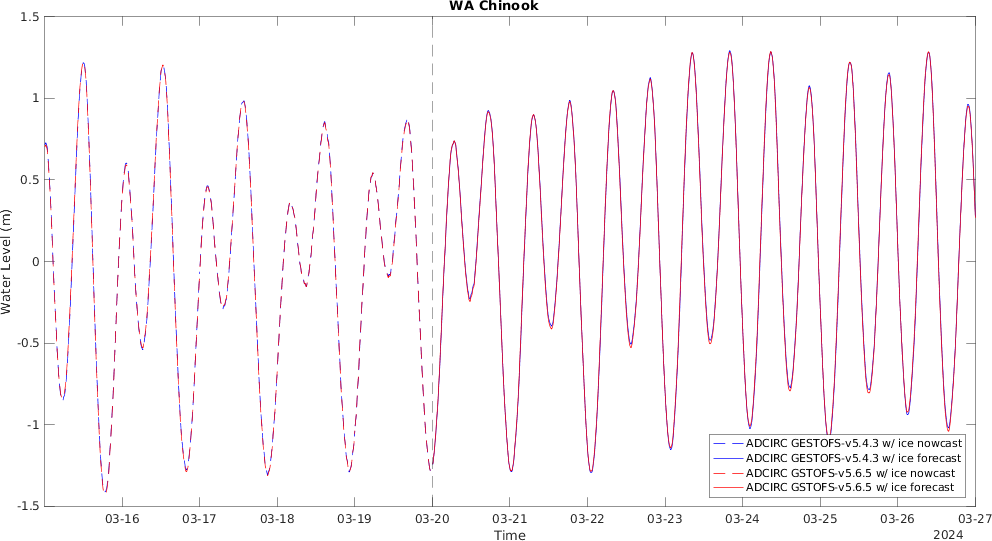 WA Chinook
1.5
1
0.5
0
-0.5
-1
-1.5
Water Level (m)
03-16 03-17 03-18 03-19 03-20 03-21 03-22 03-23 03-24 03-25 03-26 03-27
Time
2024
ADCIRC GESTOFS-v5.4.3 w/ ice nowcast
ADCIRC GESTOFS-v5.4.3 w/ ice forecast
ADCIRC GSTOFS-v5.6.5 w/ ice nowcast
ADCIRC GSTOFS-v5.6.5 w/ ice forecast